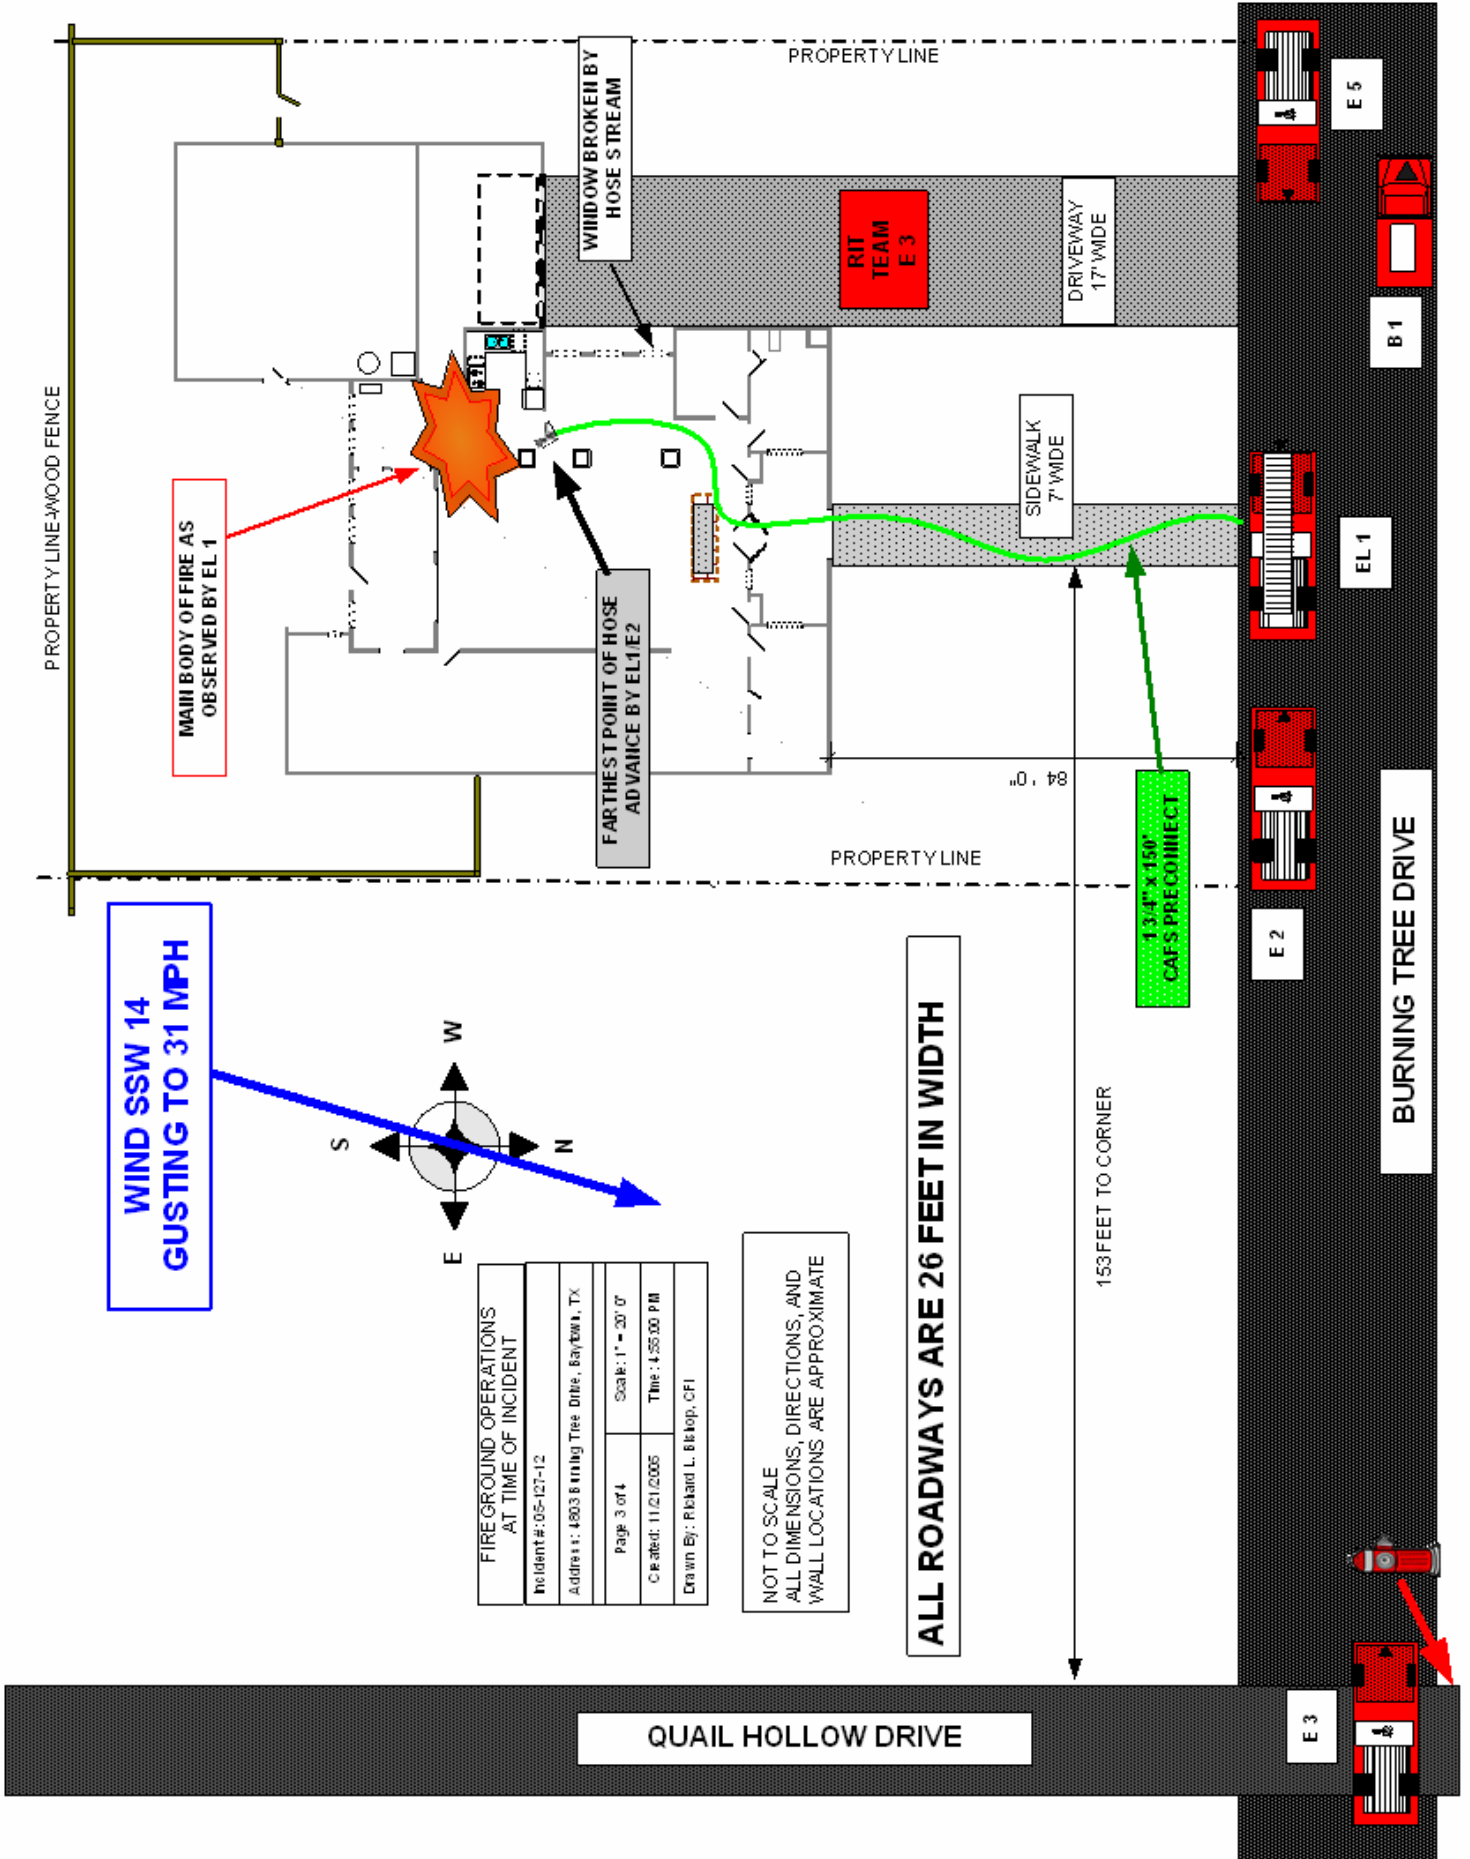 PROPERTY LINE-WOOD FENCE
PROPERTY LINE
WINDOW BROKEN BY
HOSE STREAM
E 5
RIT
TEAM
E 3
DRIVEWAY
17' WIDE
B 1
MAIN BODY OF FIRE AS
OBSERVED BY EL 1
SIDEWALK
7' WIDE
EL 1
FARTHEST POINT OF HOSE
ADVANCE BY EL1/E2
84 ' 0"
PROPERTY LINE
1 3/4" x 150'
CAFS PRECONNECT
E 2
BURNING TREE DRIVE
WIND SSW 14
GUSTING TO 31 MPH
S
W
N
E
153 FEET TO CORNER
ALL ROADWAYS ARE 26 FEET IN WIDTH
FIREGROUND OPERATIONS
AT TIME OF INCIDENT
Incident #: 05-127-12
Address: 4803 Burning Tree Drive, Baytown, TX
Page 3 of 4
Scale: 1" = 20' 0"
Created: 11/21/2005
Time: 4:55:00 PM
Drawn By: Richard L. Bishop, CFI
NOT TO SCALE
ALL DIMENSIONS, DIRECTIONS, AND
WALL LOCATIONS ARE APPROXIMATE
QUAIL HOLLOW DRIVE
E 3